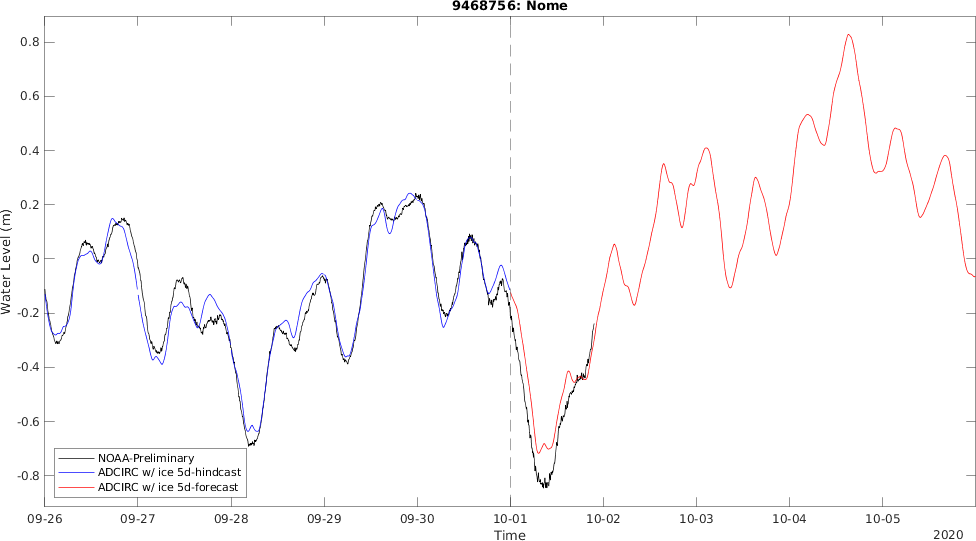 9468756: Nome
Water Level (m)
0.8
0.6
0.4
0.2
0
-0.2
-0.4
-0.6
-0.8
NOAA-Preliminary
ADCIRC w/ ice 5d-hindcast
ADCIRC w/ ice 5d-forecast
09-26 09-27 09-28 09-29 09-30 10-01 10-02 10-03 10-04 10-05
Time
2020